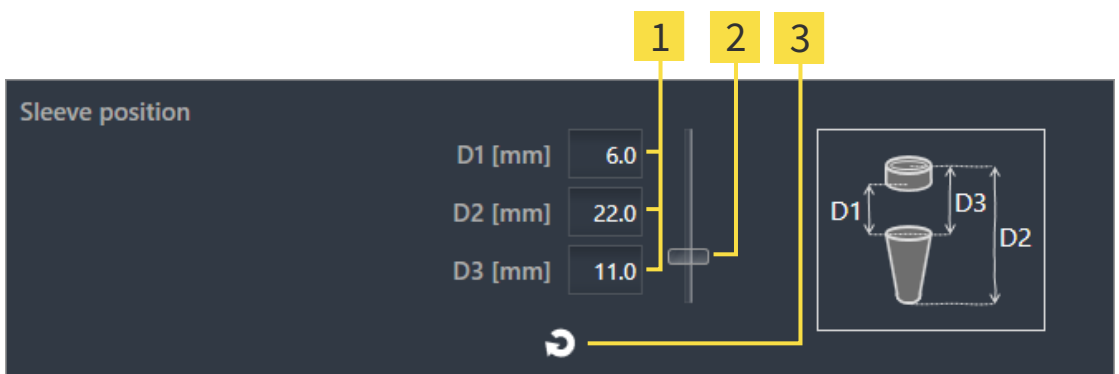 1 2 3
Sleeve position
D1 [mm] 6.0
D2 [mm] 22.0
D3 [mm] 11.0
D1 D3
D2